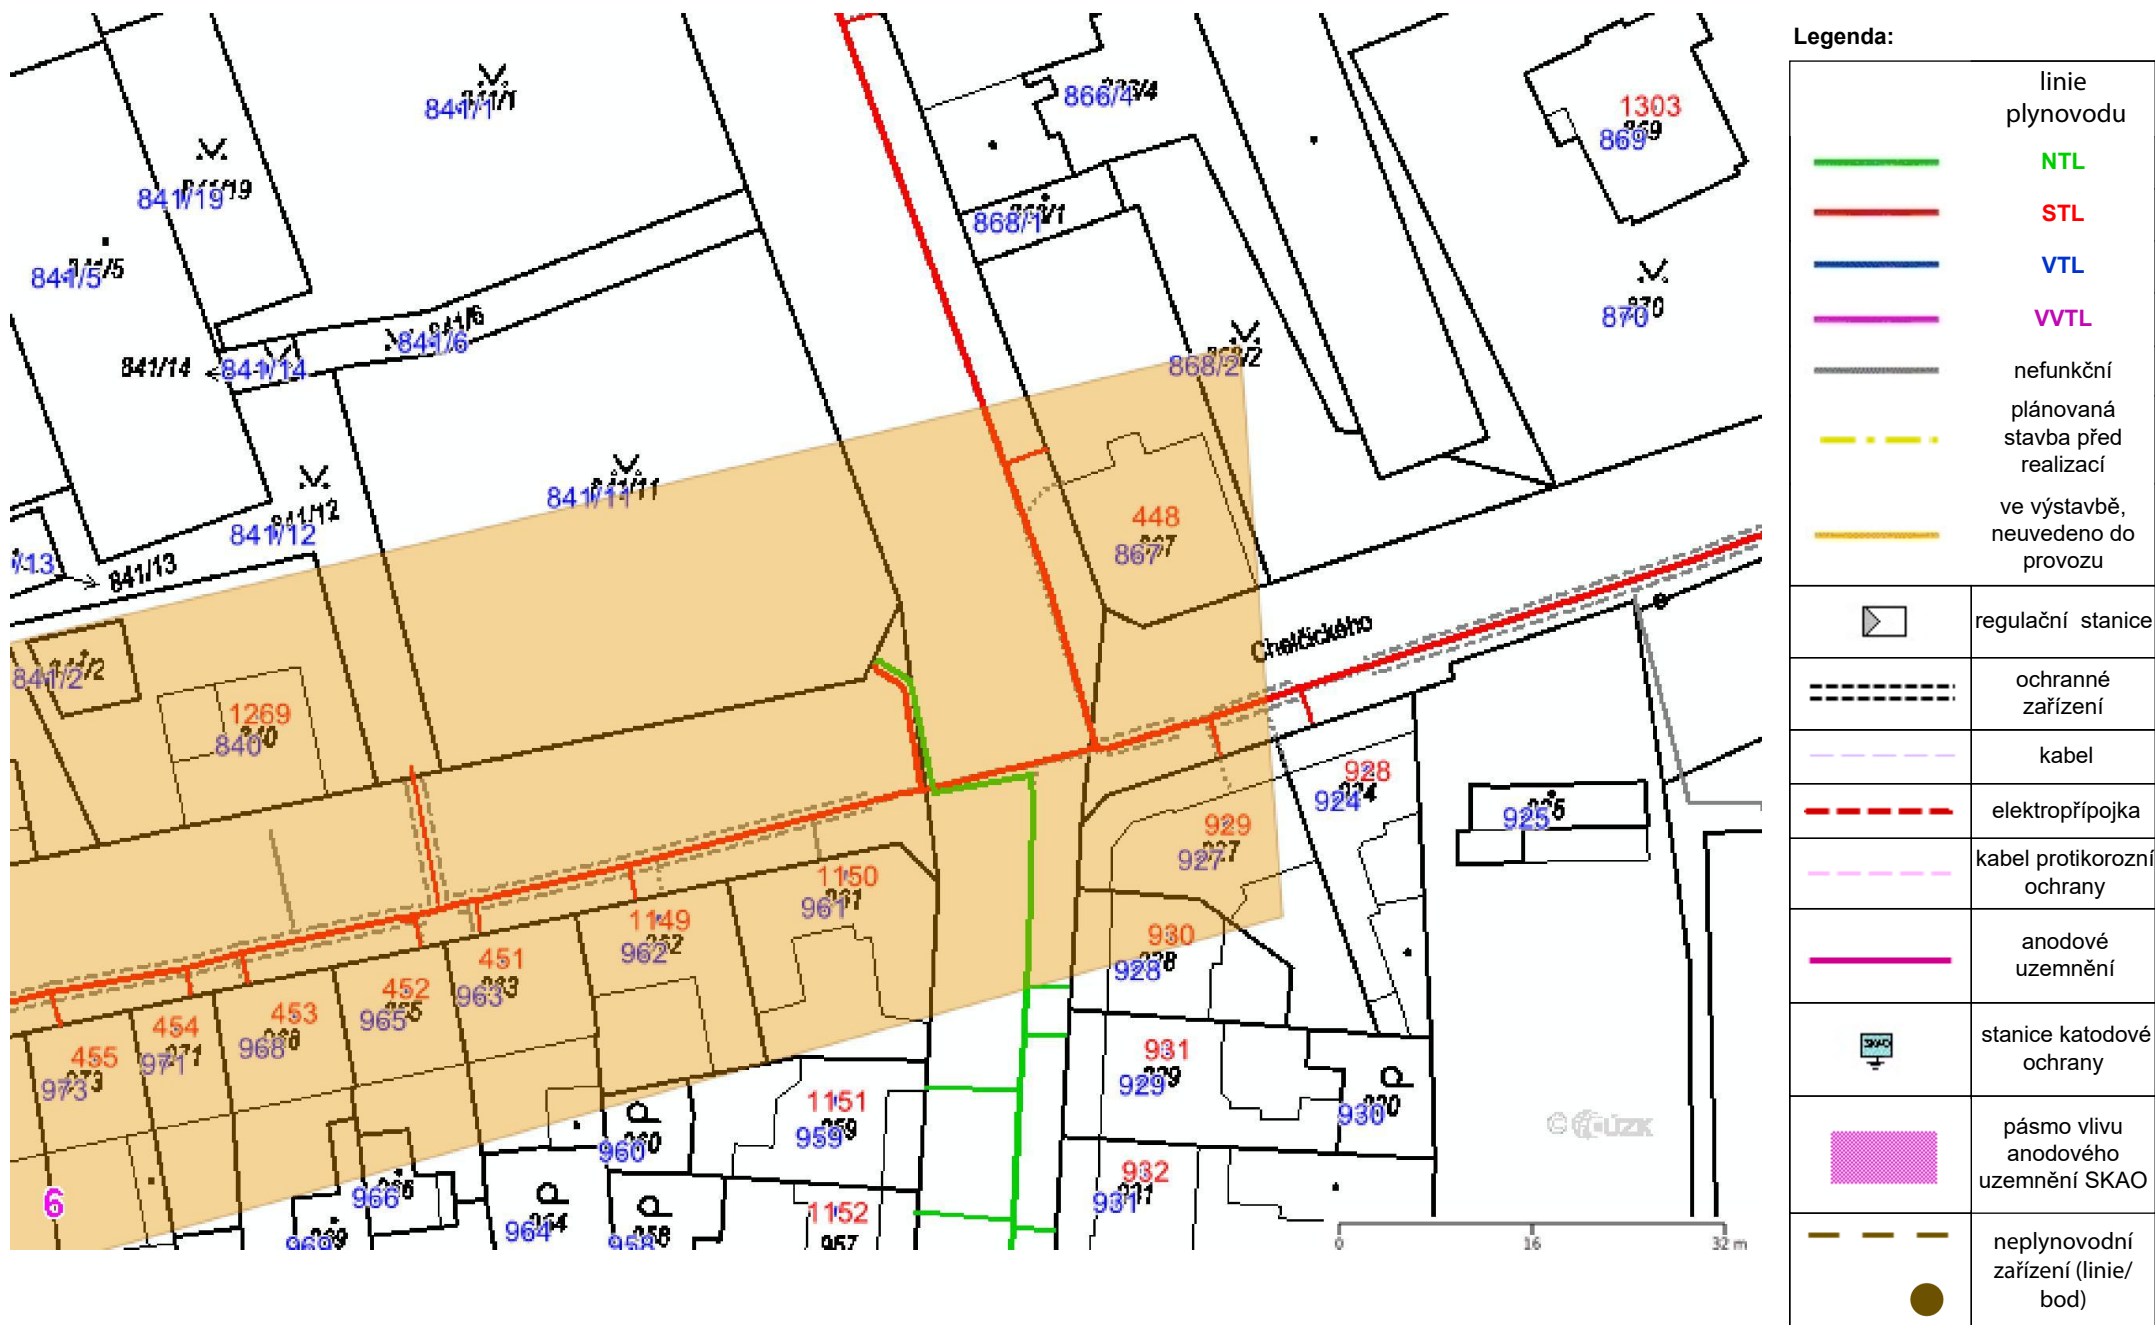 841/1
841/19
841/5
841/6
841/14
841/14
841/11
841/12
841/13
841/2
866/4
868/1
1303
869
870
868/2
448
867
Chelčického
1269
840
928
924
925
929
927
930
928
1150
961
1149
962
451
963
452
965
453
968
454
971
455
973
931
929
930
1151
959
960
932
931
1152
957
958
964
966
969
6
0 16 32 m
Legenda:
linie
plynovodu
NTL
STL
VTL
VVTL
nefunkční
plánovaná
stavba před
realizací
ve výstavbě,
neuvedeno do
provozu
regulační stanice
ochranné
zařízení
kabel
elektropřípojka
kabel protikorozní
ochrany
anodové
uzemnění
SKAO
stanice katodové
ochrany
pásmo vlivu
anodového
uzemnění SKAO
neplynovodní
zařízení (linie/
bod)